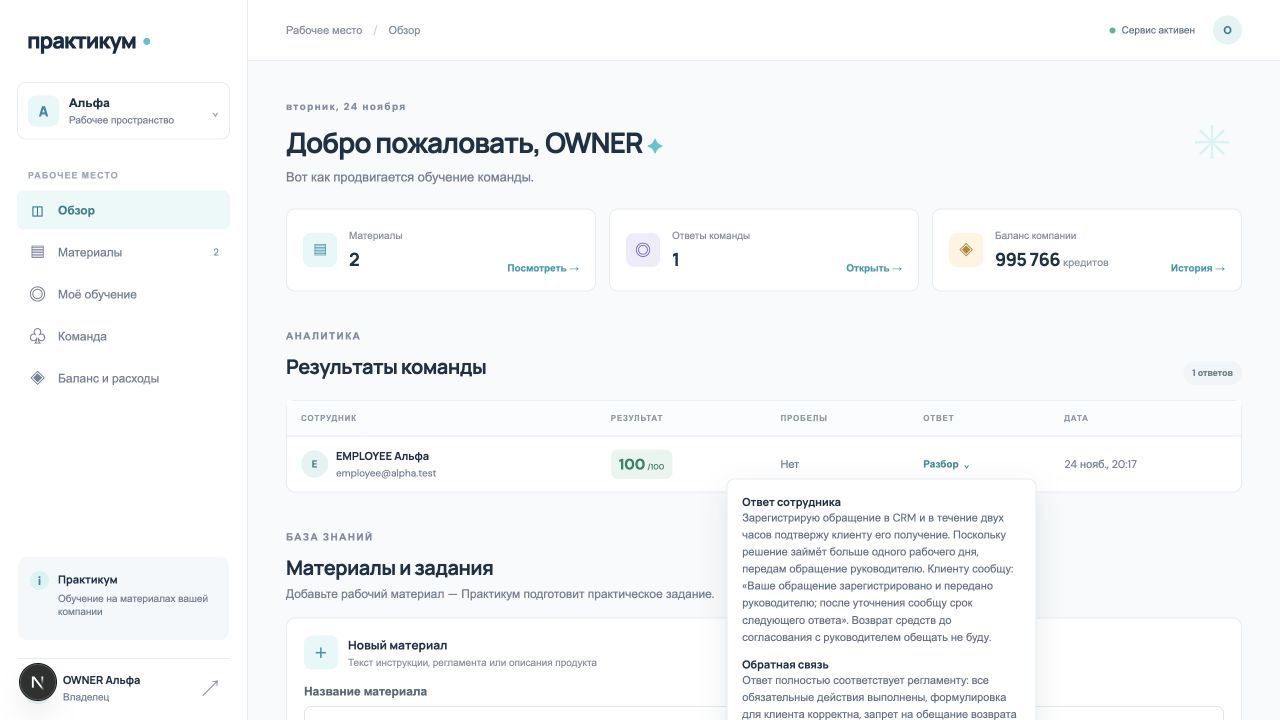 практикум
А
Альфа
Рабочее пространство
РАБОЧЕЕ МЕСТО
Обзор
Материалы 2
Моё обучение
Команда
Баланс и расходы
i
Практикум
Обучение на материалах вашей
компании
N
OWNER Альфа
Владелец
Рабочее место / Обзор
Сервис активен
О
вторник, 24 ноября
Добро пожаловать, OWNER
Вот как продвигается обучение команды.
Материалы
2
Посмотреть →
Ответы команды
1
Открыть →
Баланс компании
995 766 кредитов
История →
АНАЛИТИКА
Результаты команды
1 ответов
СОТРУДНИК РЕЗУЛЬТАТ ПРОБЕЛЫ ОТВЕТ ДАТА
E
EMPLOYEE Альфа
employee@alpha.test
100 /100
Нет
Разбор
24 нояб., 20:17
Ответ сотрудника
Зарегистрирую обращение в CRM и в течение двух
часов подтвержу клиенту его получение. Поскольку
решение займёт больше одного рабочего дня,
передам обращение руководителю. Клиенту сообщу:
«Ваше обращение зарегистрировано и передано
руководителю; после уточнения сообщу срок
следующего ответа». Возврат средств до
согласования с руководителем обещать не буду.
Обратная связь
Ответ полностью соответствует регламенту: все
обязательные действия выполнены, формулировка
для клиента корректна, запрет на обещание возврата
БАЗА ЗНАНИЙ
Материалы и задания
Добавьте рабочий материал — Практикум подготовит практическое задание.
+
Новый материал
Текст инструкции, регламента или описания продукта
Название материала